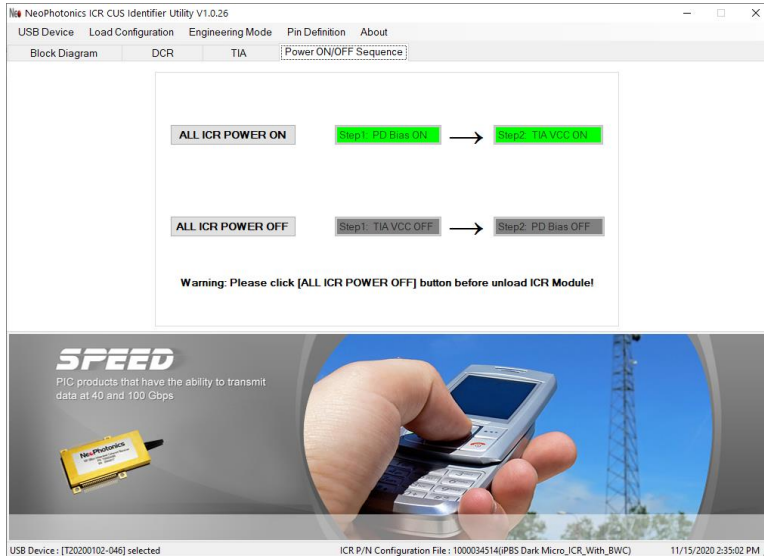 NeoPhotonics ICR CUS Identifier Utility V1.0.26
USB Device Load Configuration Engineering Mode Pin Definition About
Block Diagram DCR TIA Power ON/OFF Sequence
ALL ICR POWER ON Step1: PD Bias ON → Step2: TIA VCC ON
ALL ICR POWER OFF Step1: TIA VCC OFF → Step2: PD Bias OFF
Warning: Please click [ALL ICR POWER OFF] button before unload ICR Module!
SPEED
PIC products that have the ability to transmit
data at 40 and 100 Gbps
NeoPhotonics
USB Device : [T20200102-046] selected ICR P/N Configuration File : 1000034514(iPBS Dark Micro_ICR_With_BWC) 11/15/2020 2:35:02 PM